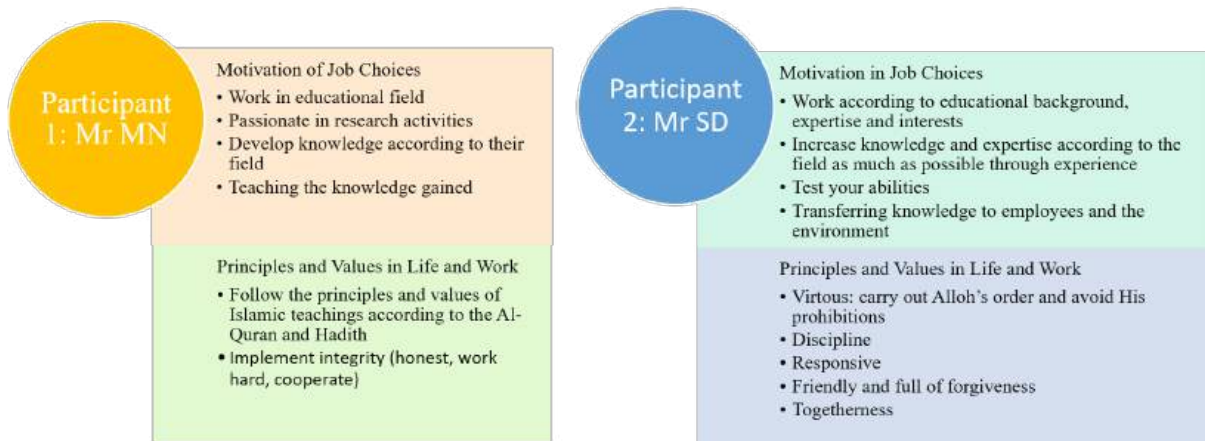 Participant
1: Mr MN
Motivation of Job Choices
• Work in educational field
• Passionate in research activities
• Develop knowledge according to their
field
• Teaching the knowledge gained
Principles and Values in Life and Work
• Follow the principles and values of
Islamic teachings according to the Al-
Quran and Hadith
• Implement integrity (honest, work
hard, cooperate)
Participant
2: Mr SD
Motivation in Job Choices
• Work according to educational background,
expertise and interests
• Increase knowledge and expertise according to the
field as much as possible through experience
• Test your abilities
• Transferring knowledge to employees and the
environment
Principles and Values in Life and Work
• Virtous: carry out Alloh's order and avoid His
prohibitions
• Discipline
• Responsive
• Friendly and full of forgiveness
• Togetherness